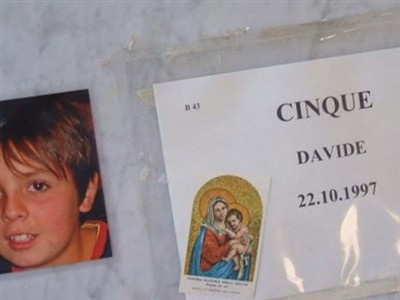 B 43
CINQUE
DAVIDE
22.10.1997